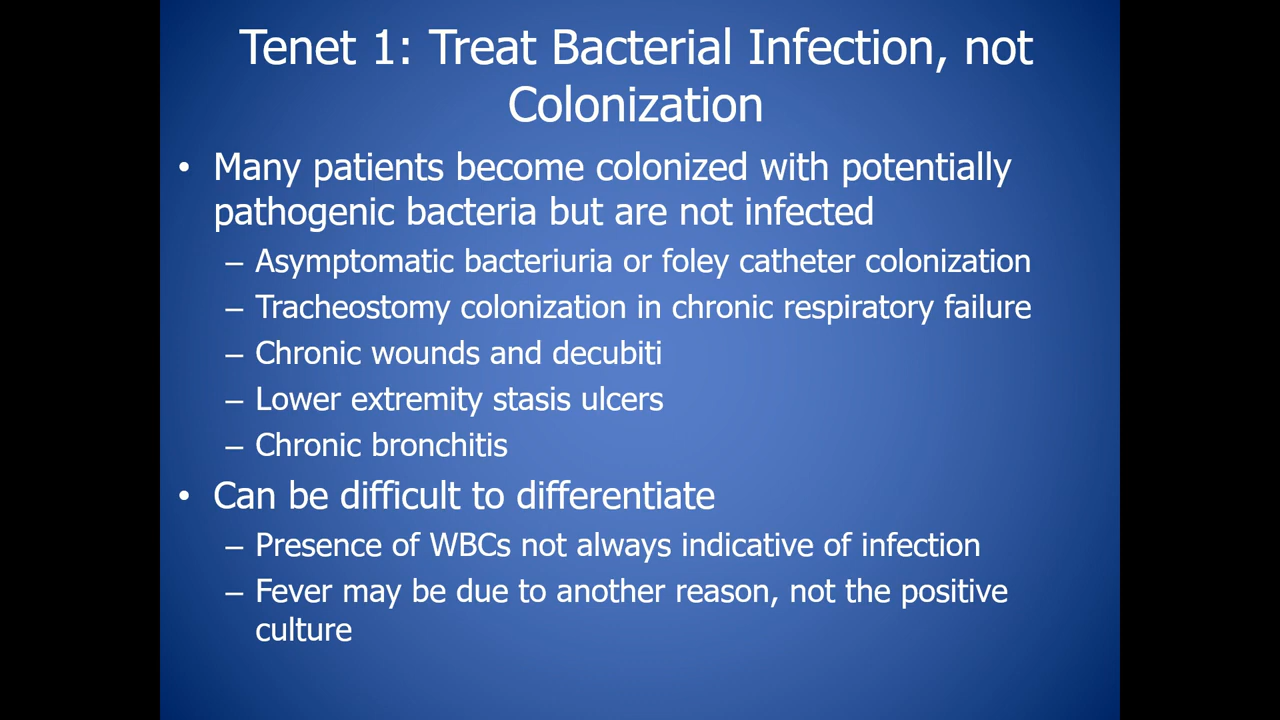 Tenet 1: Treat Bacterial Infection, not
Colonization
• Many patients become colonized with potentially
pathogenic bacteria but are not infected
– Asymptomatic bacteriuria or foley catheter colonization
– Tracheostomy colonization in chronic respiratory failure
– Chronic wounds and decubiti
– Lower extremity stasis ulcers
– Chronic bronchitis
• Can be difficult to differentiate
– Presence of WBCs not always indicative of infection
– Fever may be due to another reason, not the positive
culture